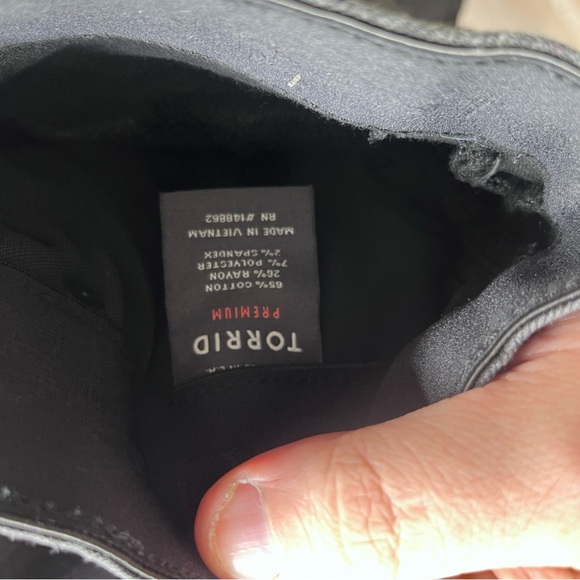 TORRID
PREMIUM
65% COTTON
26% RAYON
7% POLYESTER
2% SPANDEX
MADE IN VIETNAM
RN #148862